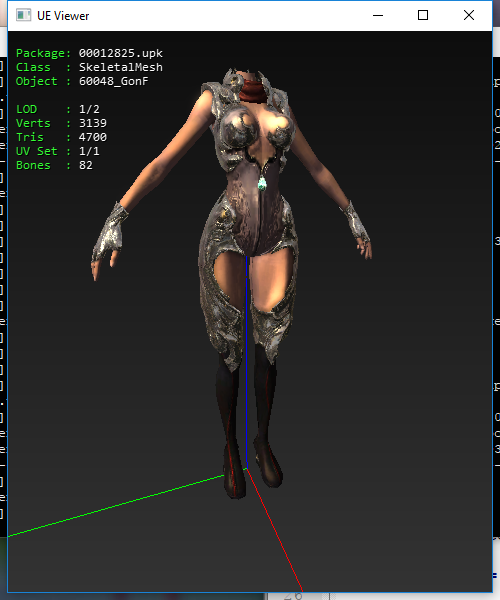 UE Viewer
Package: 00012825.upk
Class : SkeletalMesh
Object : 60048_GonF
LOD : 1/2
Verts : 3139
Tris : 4700
UV Set : 1/1
Bones : 82